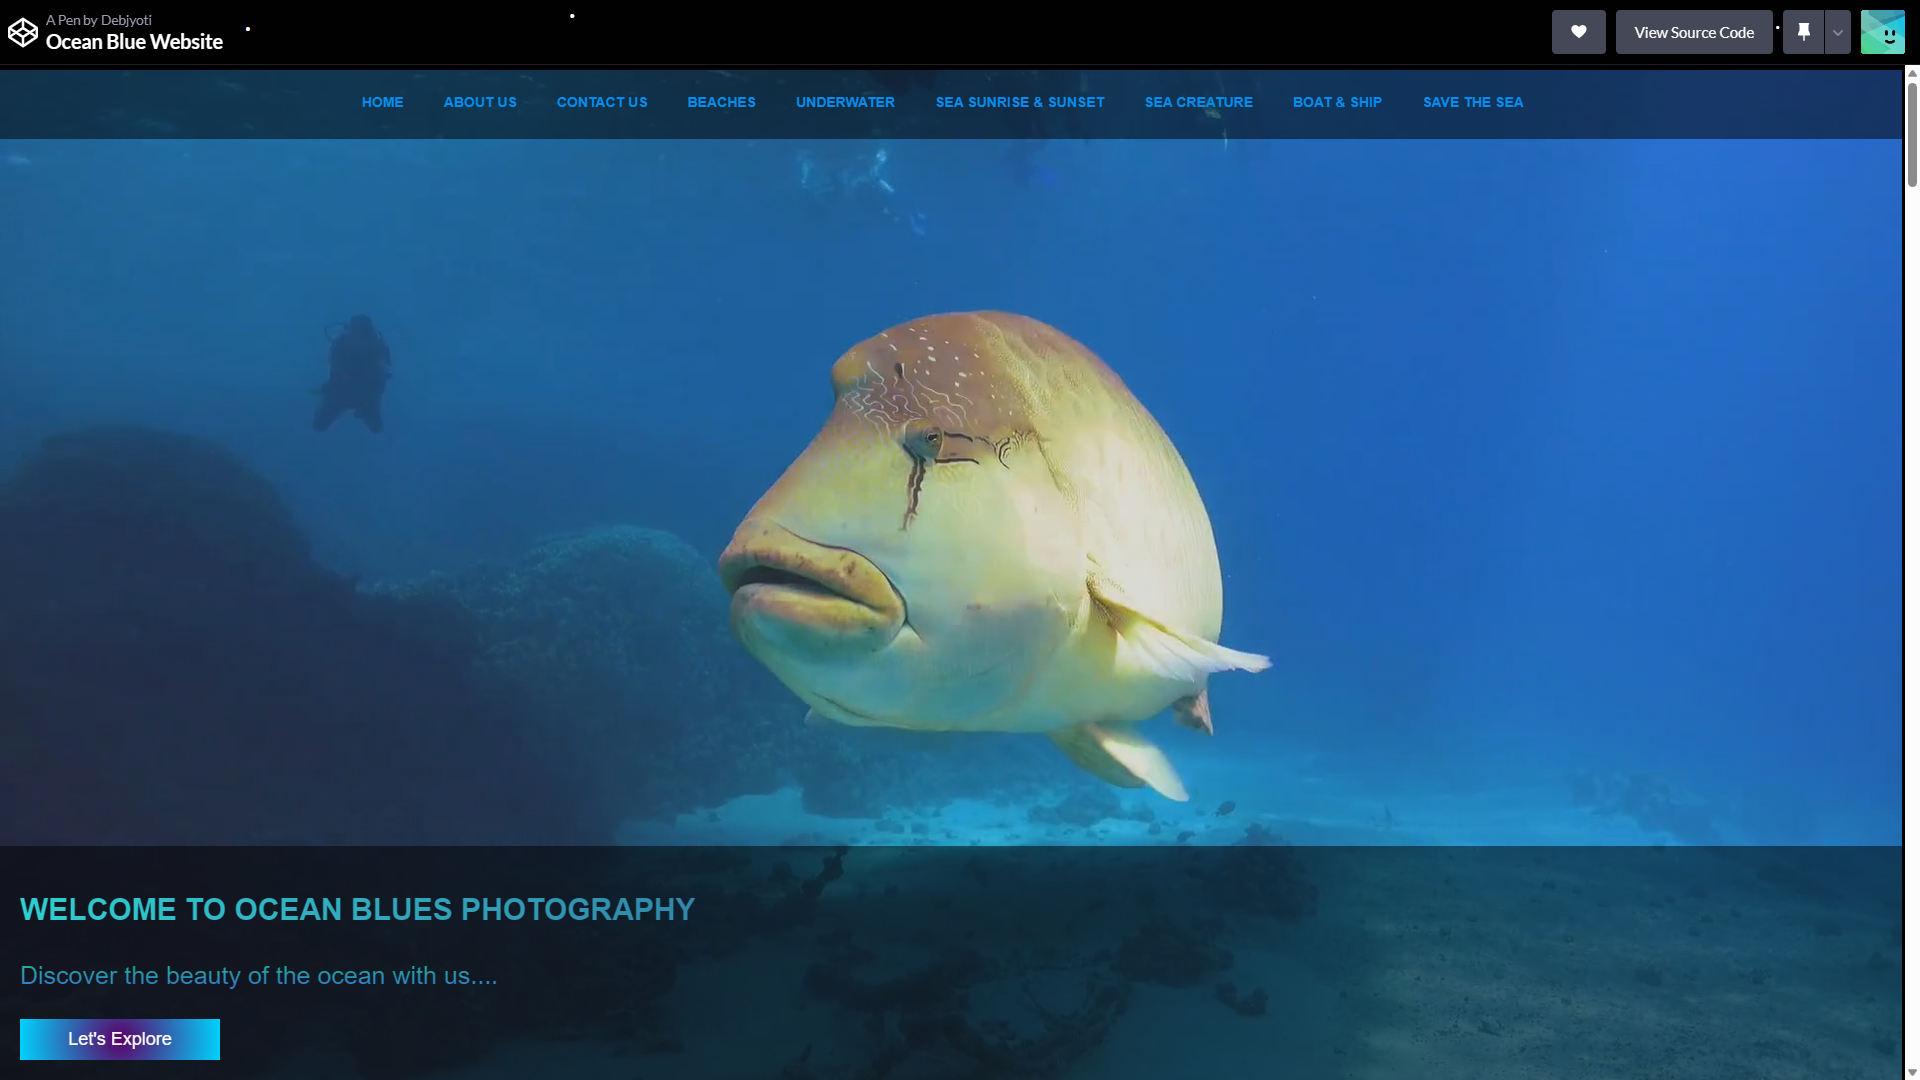 A Pen by Debjyoti
Ocean Blue Website
View Source Code
HOME ABOUT US CONTACT US BEACHES UNDERWATER SEA SUNRISE & SUNSET SEA CREATURE BOAT & SHIP SAVE THE SEA
WELCOME TO OCEAN BLUES PHOTOGRAPHY
Discover the beauty of the ocean with us....
Let's Explore